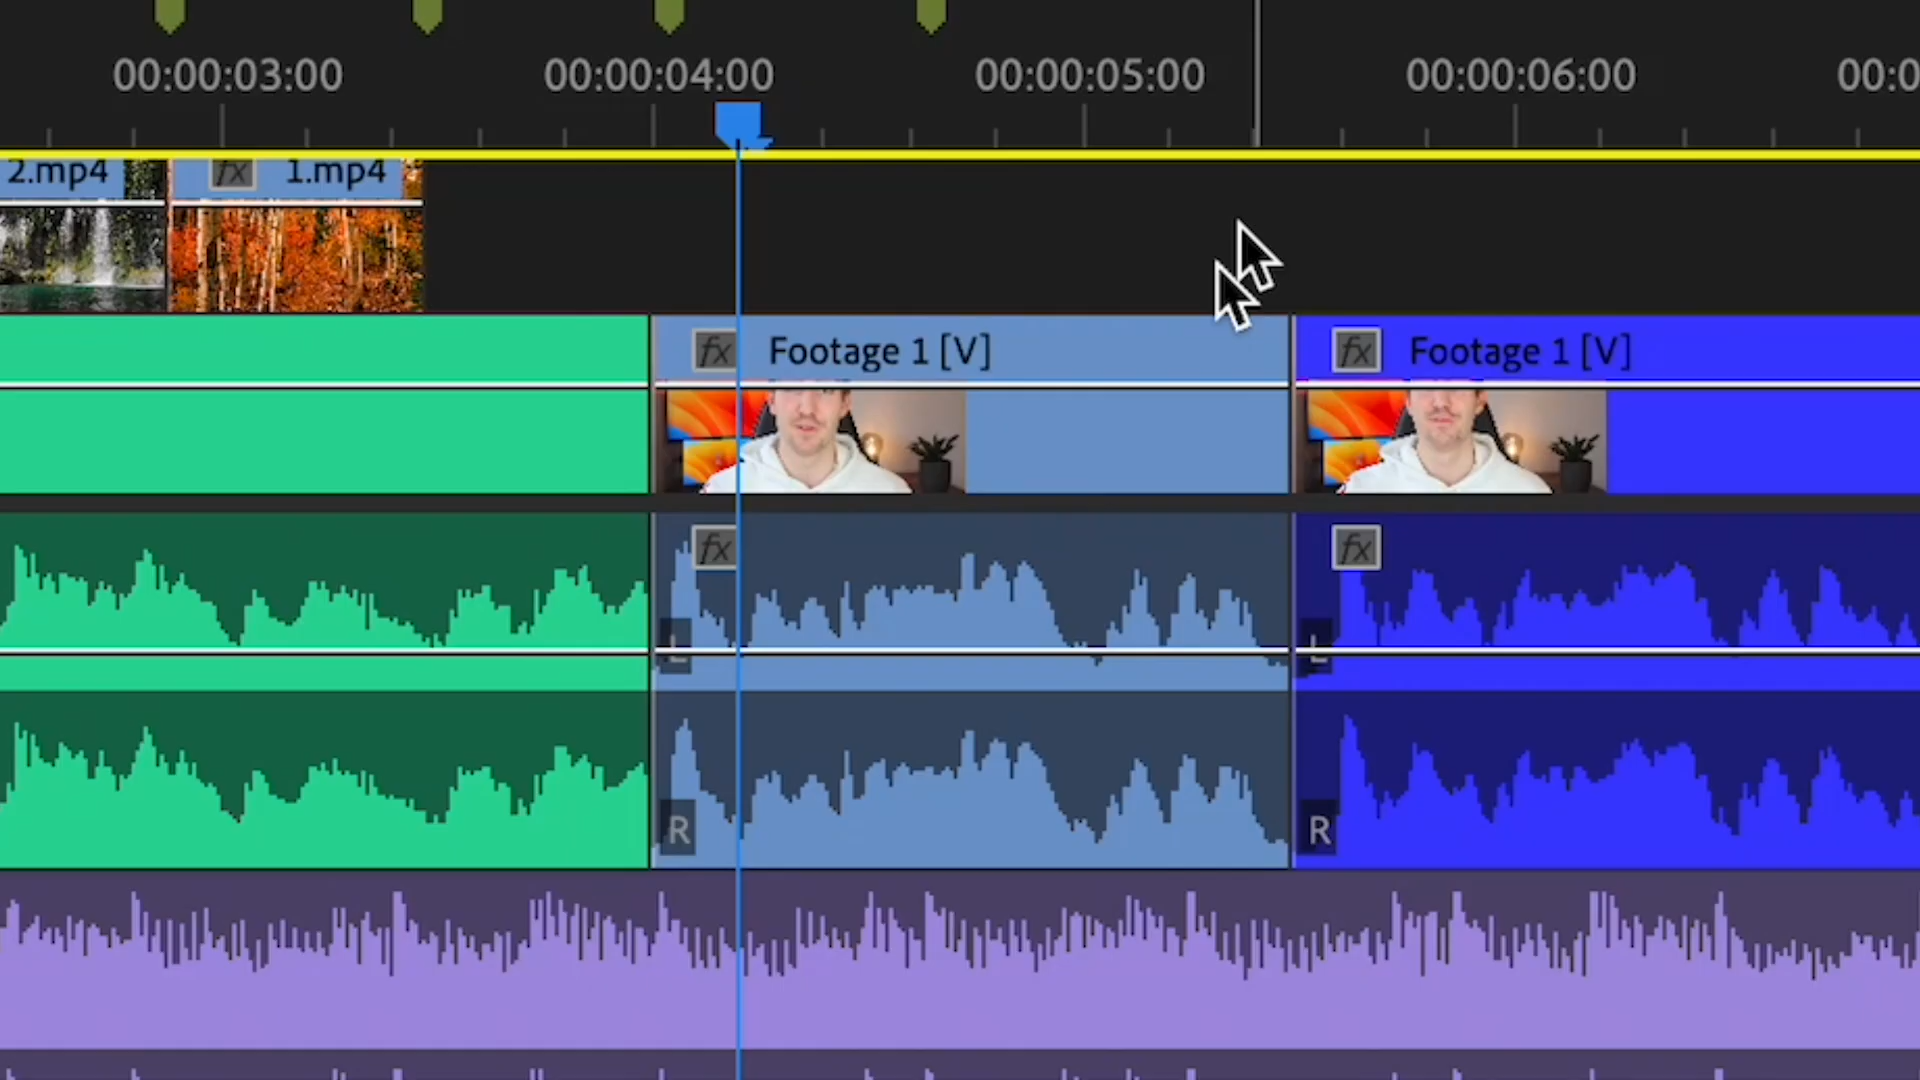 00:00:03:00 00:00:04:00 00:00:05:00 00:00:06:00 00:0
2.mp4 fx 1.mp4
fx Footage 1 [V] fx Footage 1 [V]
fx fx
L L
R R